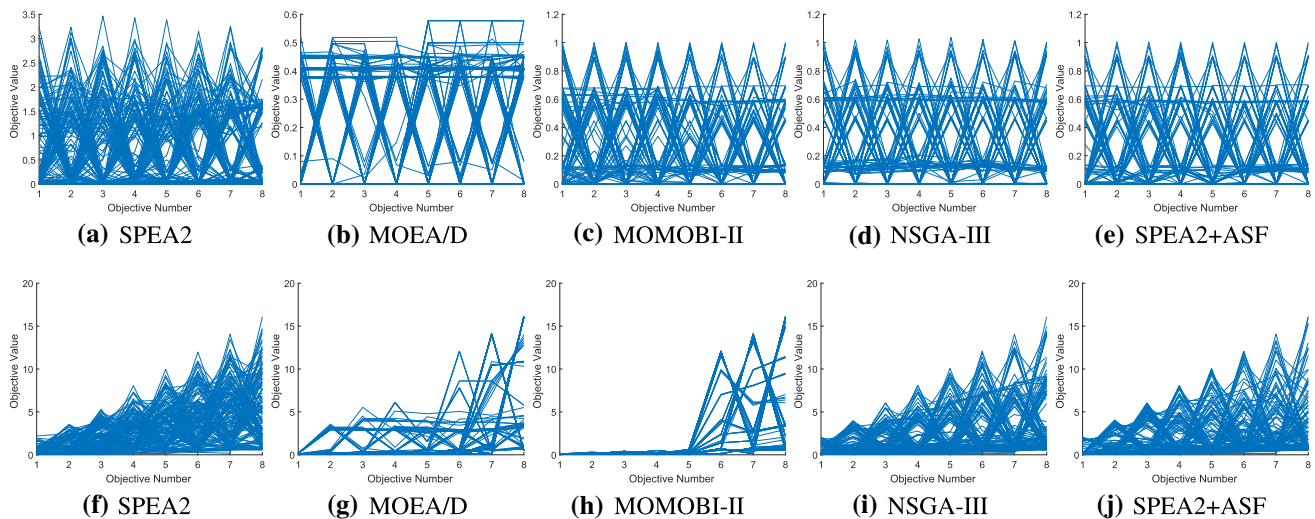 3.5
3
2.5
2
1.5
1
0.5
0
Objective Value
1 2 3 4 5 6 7 8
Objective Number
(a) SPEA2
0.6
0.5
0.4
0.3
0.2
0.1
0
Objective Value
1 2 3 4 5 6 7 8
Objective Number
(b) MOEA/D
1.2
1
0.8
0.6
0.4
0.2
0
Objective Value
1 2 3 4 5 6 7 8
Objective Number
(c) MOMOBI-II
1.2
1
0.8
0.6
0.4
0.2
0
Objective Value
1 2 3 4 5 6 7 8
Objective Number
(d) NSGA-III
1.2
1
0.8
0.6
0.4
0.2
0
Objective Value
1 2 3 4 5 6 7 8
Objective Number
(e) SPEA2+ASF
20
15
10
5
0
Objective Value
1 2 3 4 5 6 7 8
Objective Number
(f) SPEA2
20
15
10
5
0
Objective Value
1 2 3 4 5 6 7 8
Objective Number
(g) MOEA/D
20
15
10
5
0
Objective Value
1 2 3 4 5 6 7 8
Objective Number
(h) MOMOBI-II
20
15
10
5
0
Objective Value
1 2 3 4 5 6 7 8
Objective Number
(i) NSGA-III
20
15
10
5
0
Objective Value
1 2 3 4 5 6 7 8
Objective Number
(j) SPEA2+ASF